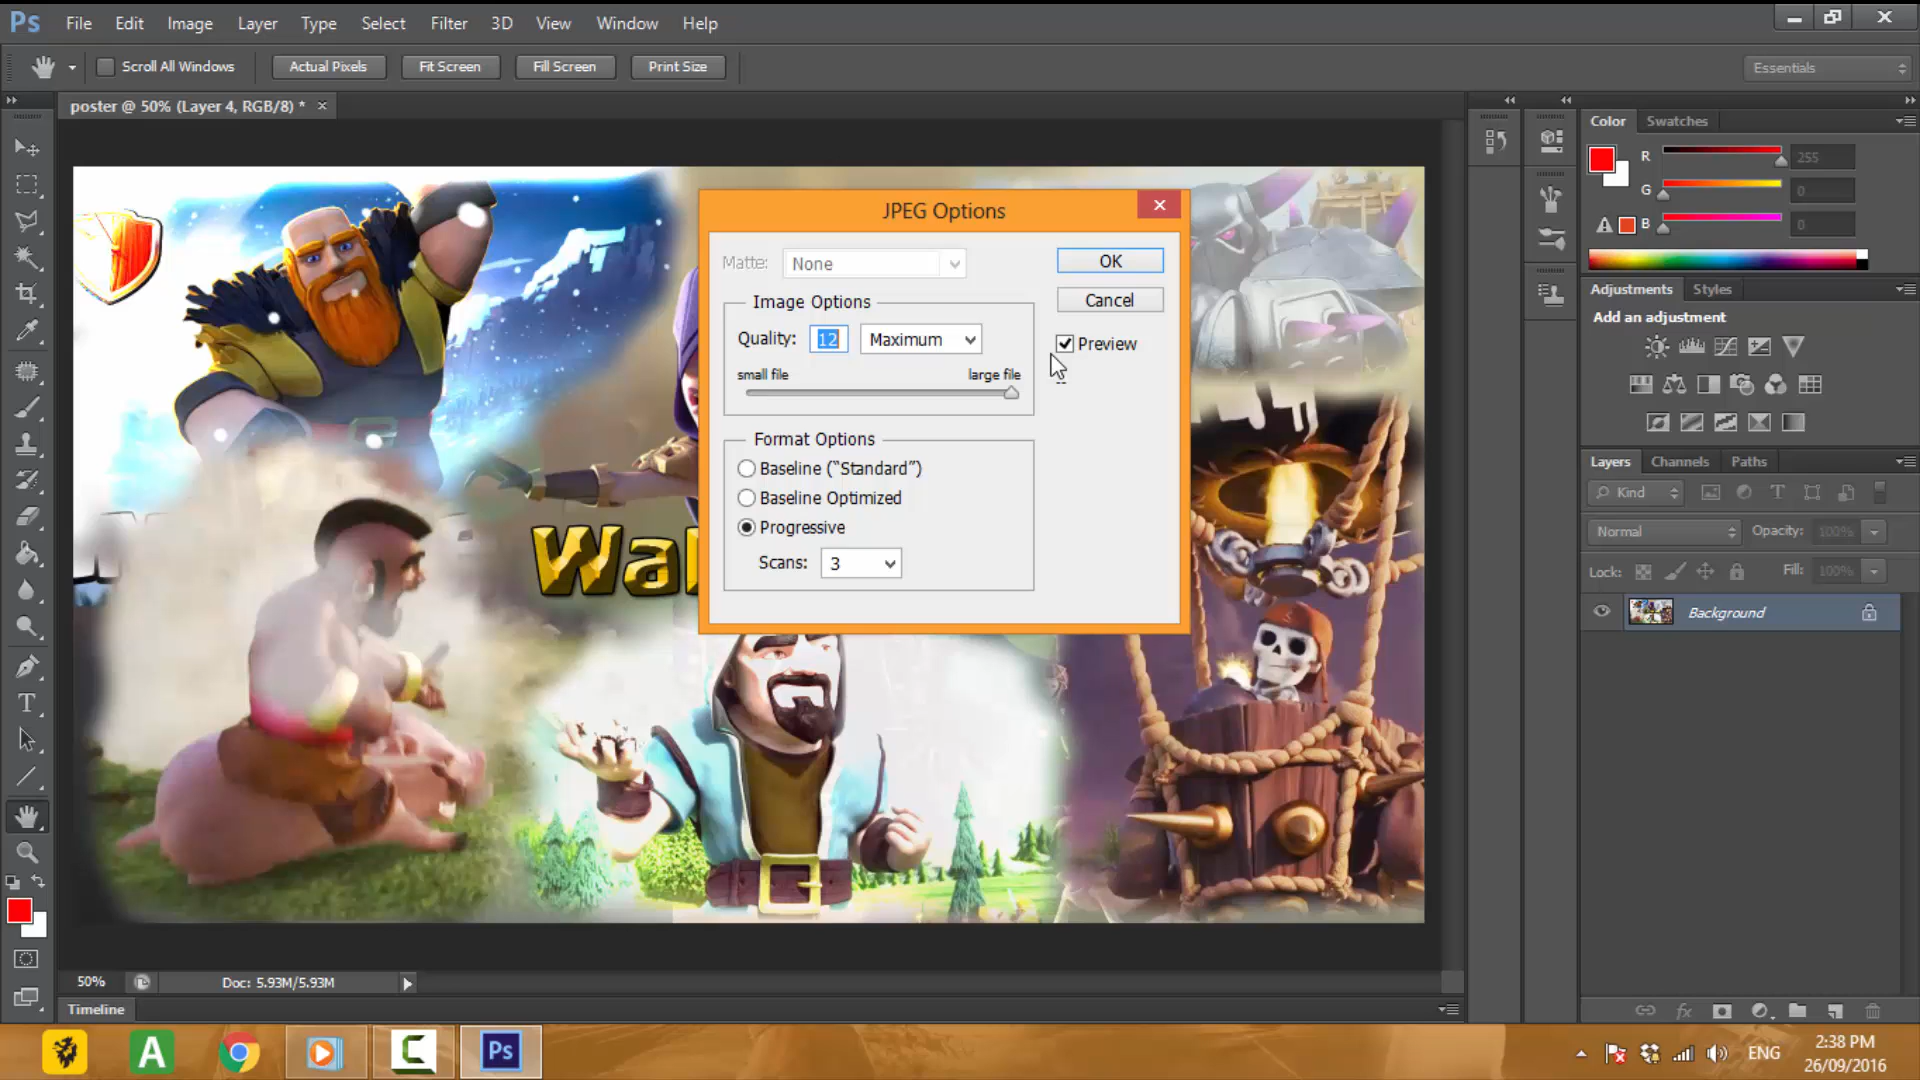 Ps File Edit Image Layer Type Select Filter 3D View Window Help
Scroll All Windows Actual Pixels Fit Screen Fill Screen Print Size Essentials
poster @ 50% (Layer 4, RGB/8) * ×
Color Swatches
R 255
G 0
B 0
Adjustments Styles
Add an adjustment
JPEG Options
Matte: None OK
Cancel
Image Options
Quality: 12 Maximum Preview
small file large file
Format Options
Baseline (“Standard”)
Baseline Optimized
Progressive
Scans: 3
Wal
Layers Channels Paths
Kind
Normal Opacity: 100%
Lock: Fill: 100%
Background
50% Doc: 5.93M/5.93M
Timeline
A C Ps
ENG 2:38 PM
26/09/2016